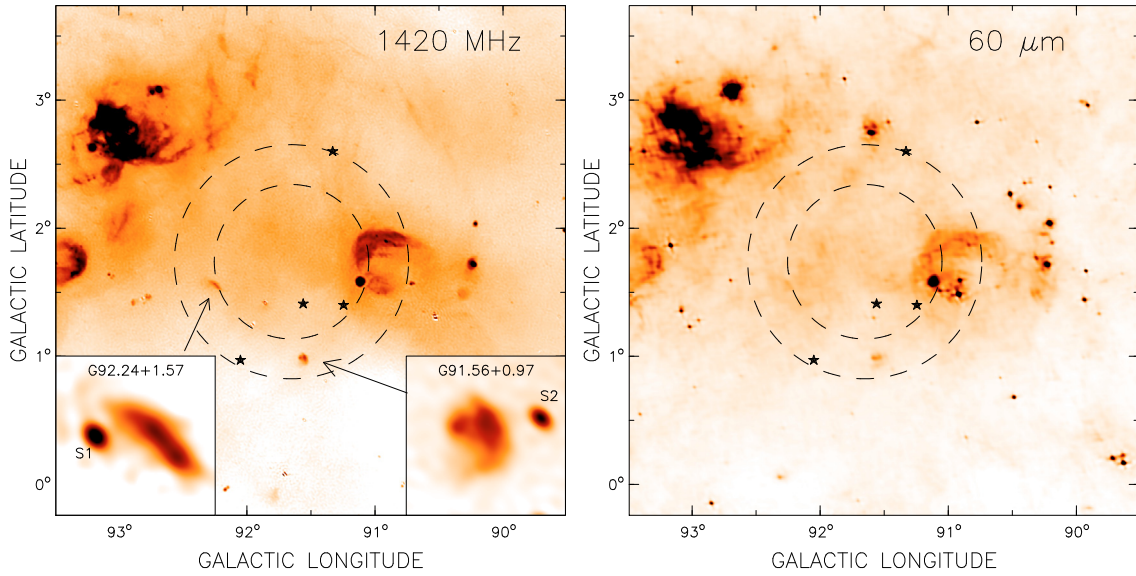 1420 MHz
3°
2°
1°
0°
GALACTIC LATITUDE
G92.24+1.57
S1
G91.56+0.97
S2
93°
92°
91°
90°
GALACTIC LONGITUDE
60 μm
3°
2°
1°
0°
GALACTIC LATITUDE
93°
92°
91°
90°
GALACTIC LONGITUDE